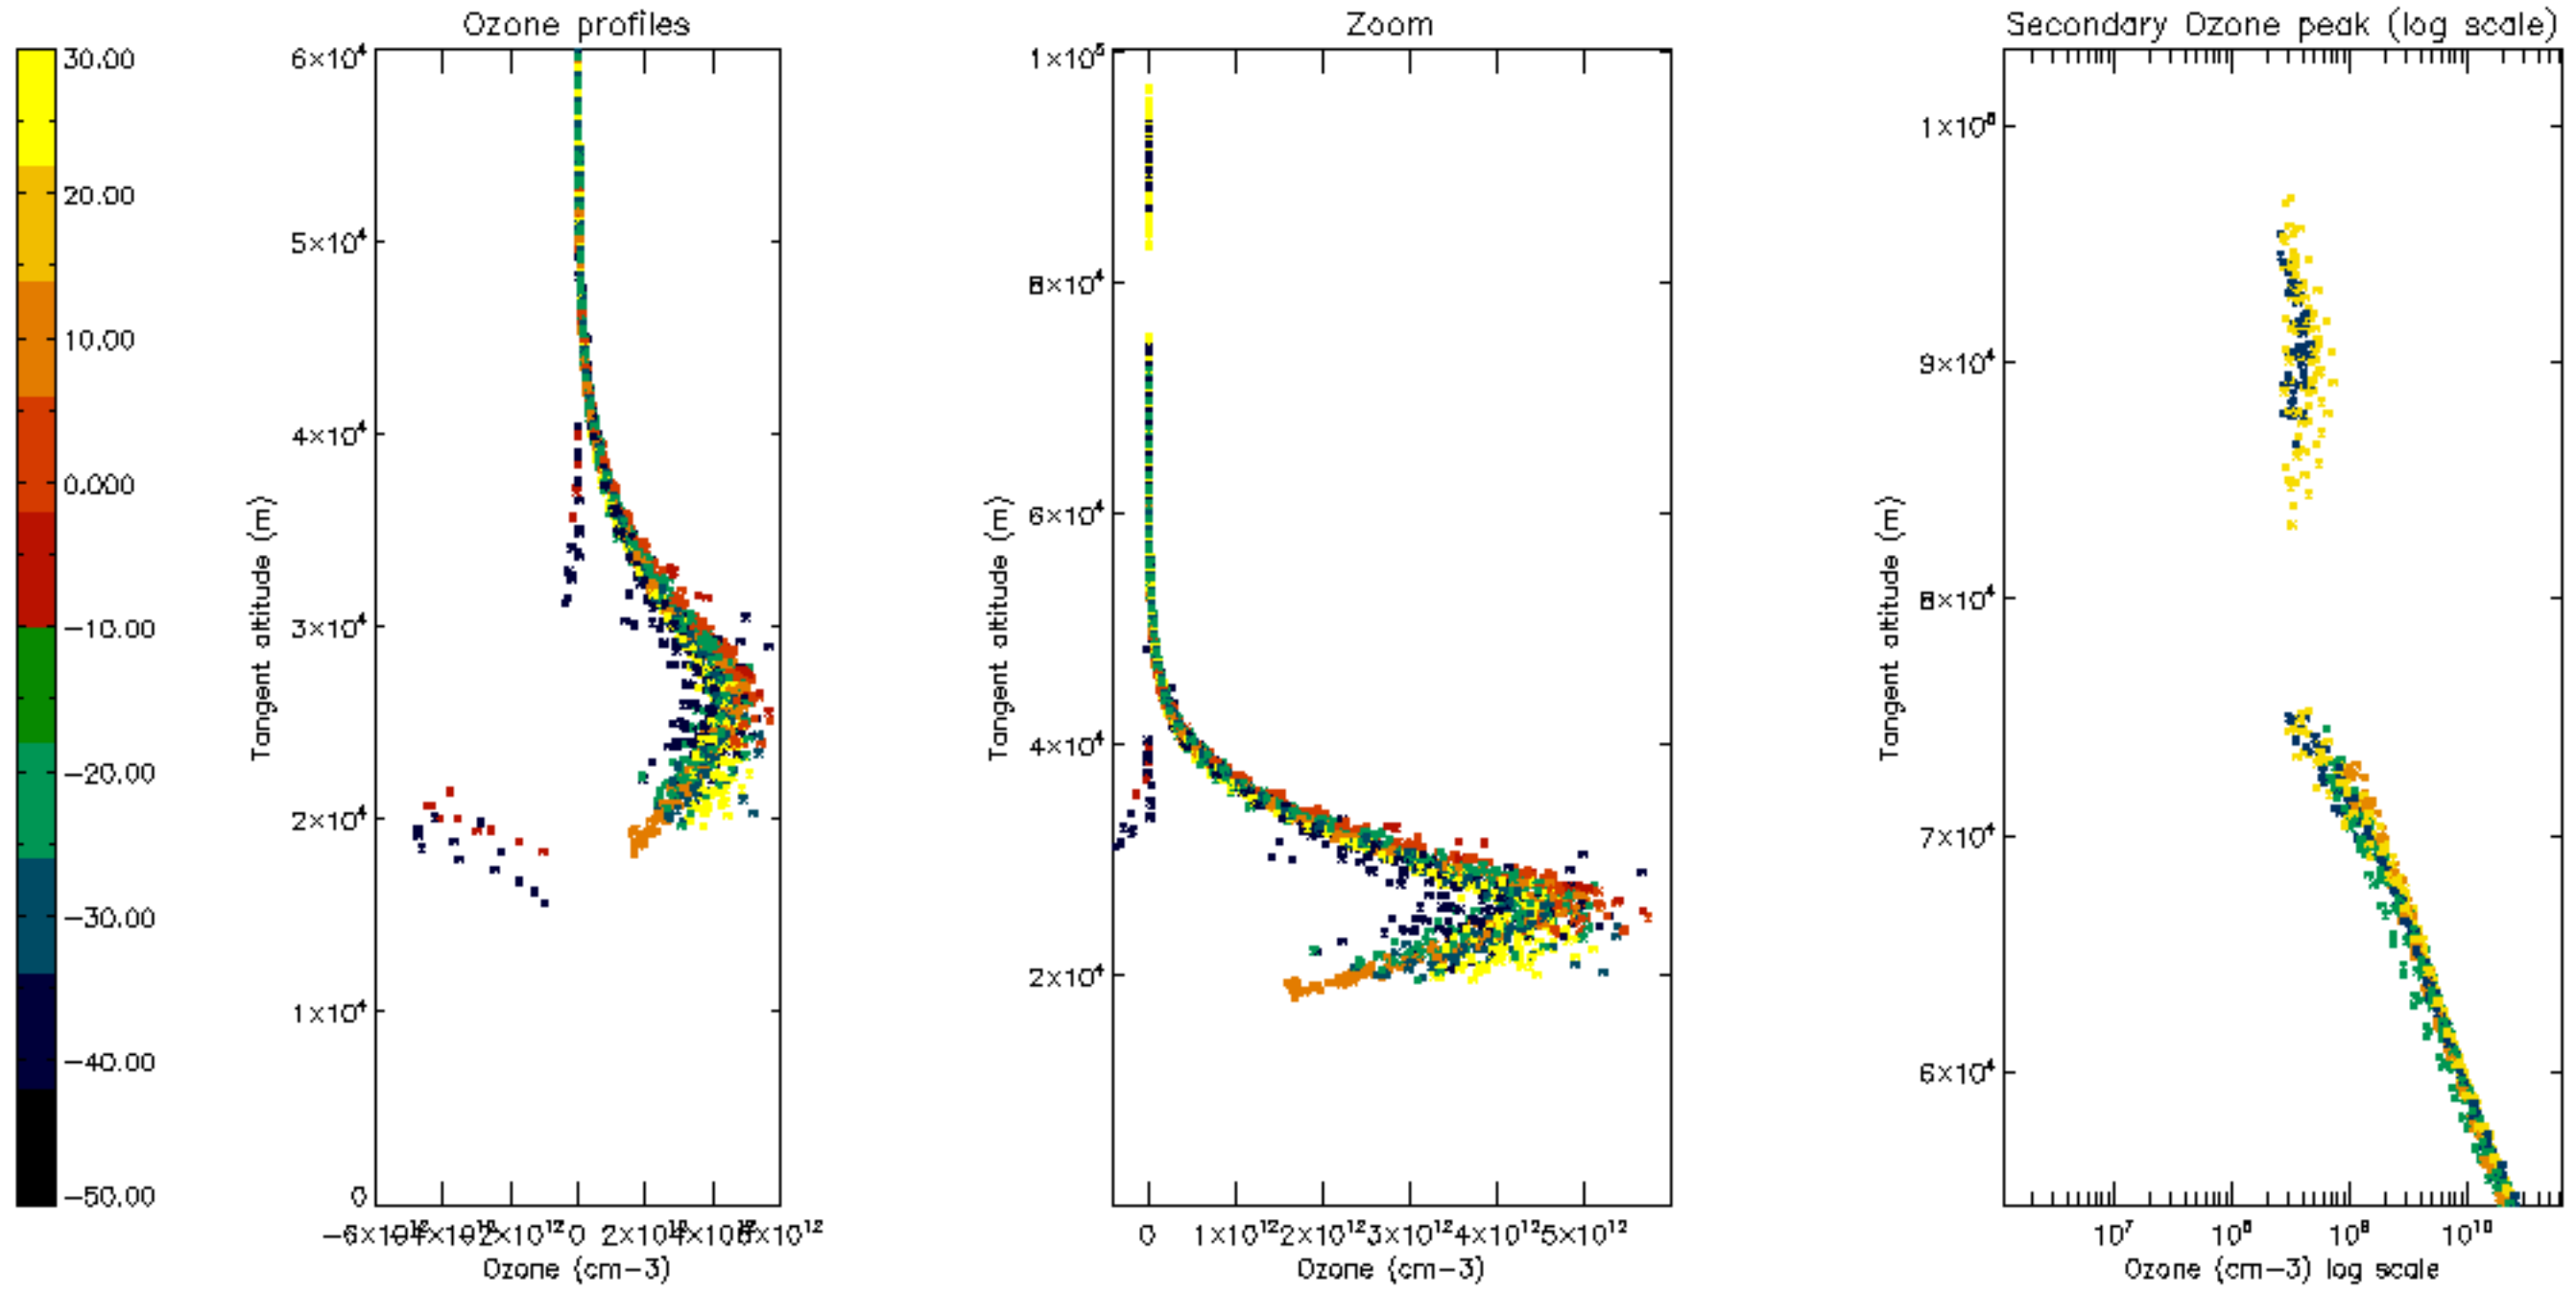 Ozone profiles
Zoom
Secondary Ozone peak (log scale)
30.00
20.00
10.00
0.000
−10.00
−20.00
−30.00
−40.00
−50.00
6×10⁴
5×10⁴
4×10⁴
3×10⁴
2×10⁴
1×10⁴
0
Tangent altitude (m)
0
Ozone (cm−3)
1×10⁵
8×10⁴
6×10⁴
4×10⁴
2×10⁴
Tangent altitude (m)
0 1×10¹² 2×10¹² 3×10¹² 4×10¹² 5×10¹²
Ozone (cm−3)
1×10⁵
9×10⁴
8×10⁴
7×10⁴
6×10⁴
Tangent altitude (m)
10⁷ 10⁸ 10⁹ 10¹⁰
Ozone (cm−3) log scale